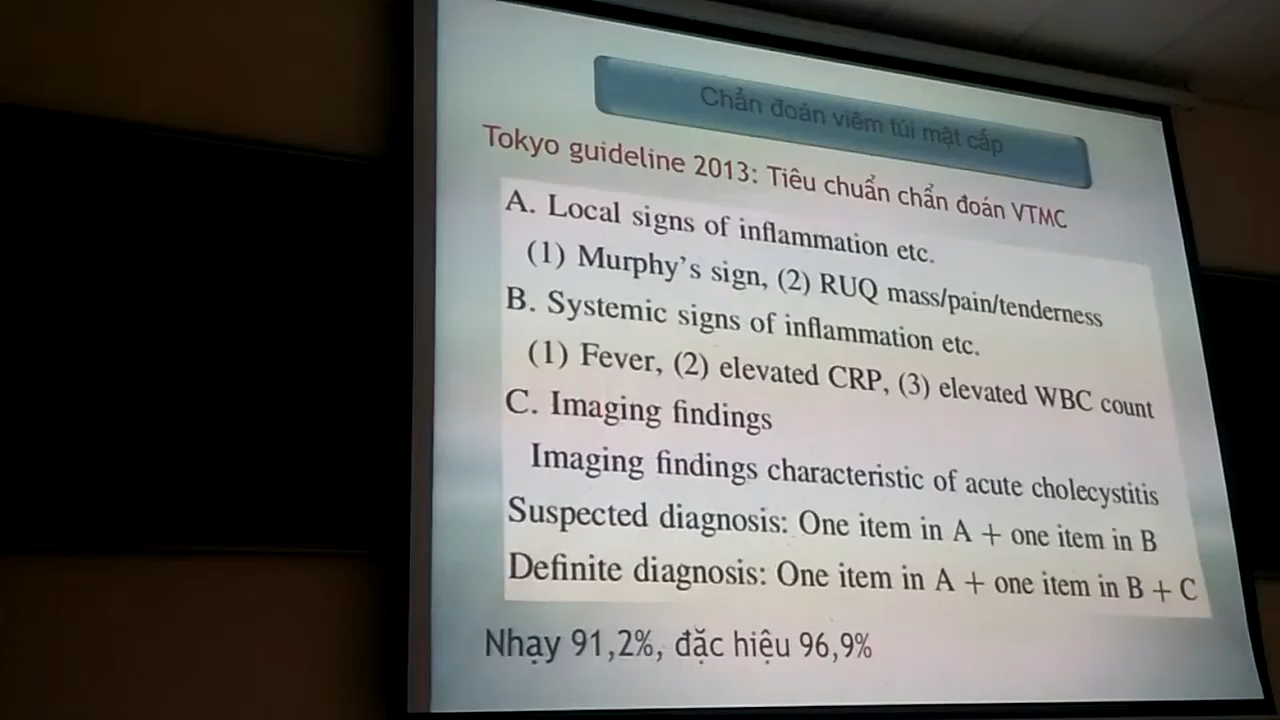 Chẩn đoán viêm túi mật cấp
Tokyo guideline 2013: Tiêu chuẩn chẩn đoán VTMC
A. Local signs of inflammation etc.
(1) Murphy's sign, (2) RUQ mass/pain/tenderness
B. Systemic signs of inflammation etc.
(1) Fever, (2) elevated CRP, (3) elevated WBC count
C. Imaging findings
Imaging findings characteristic of acute cholecystitis
Suspected diagnosis: One item in A + one item in B
Definite diagnosis: One item in A + one item in B + C
Nhạy 91,2%, đặc hiệu 96,9%